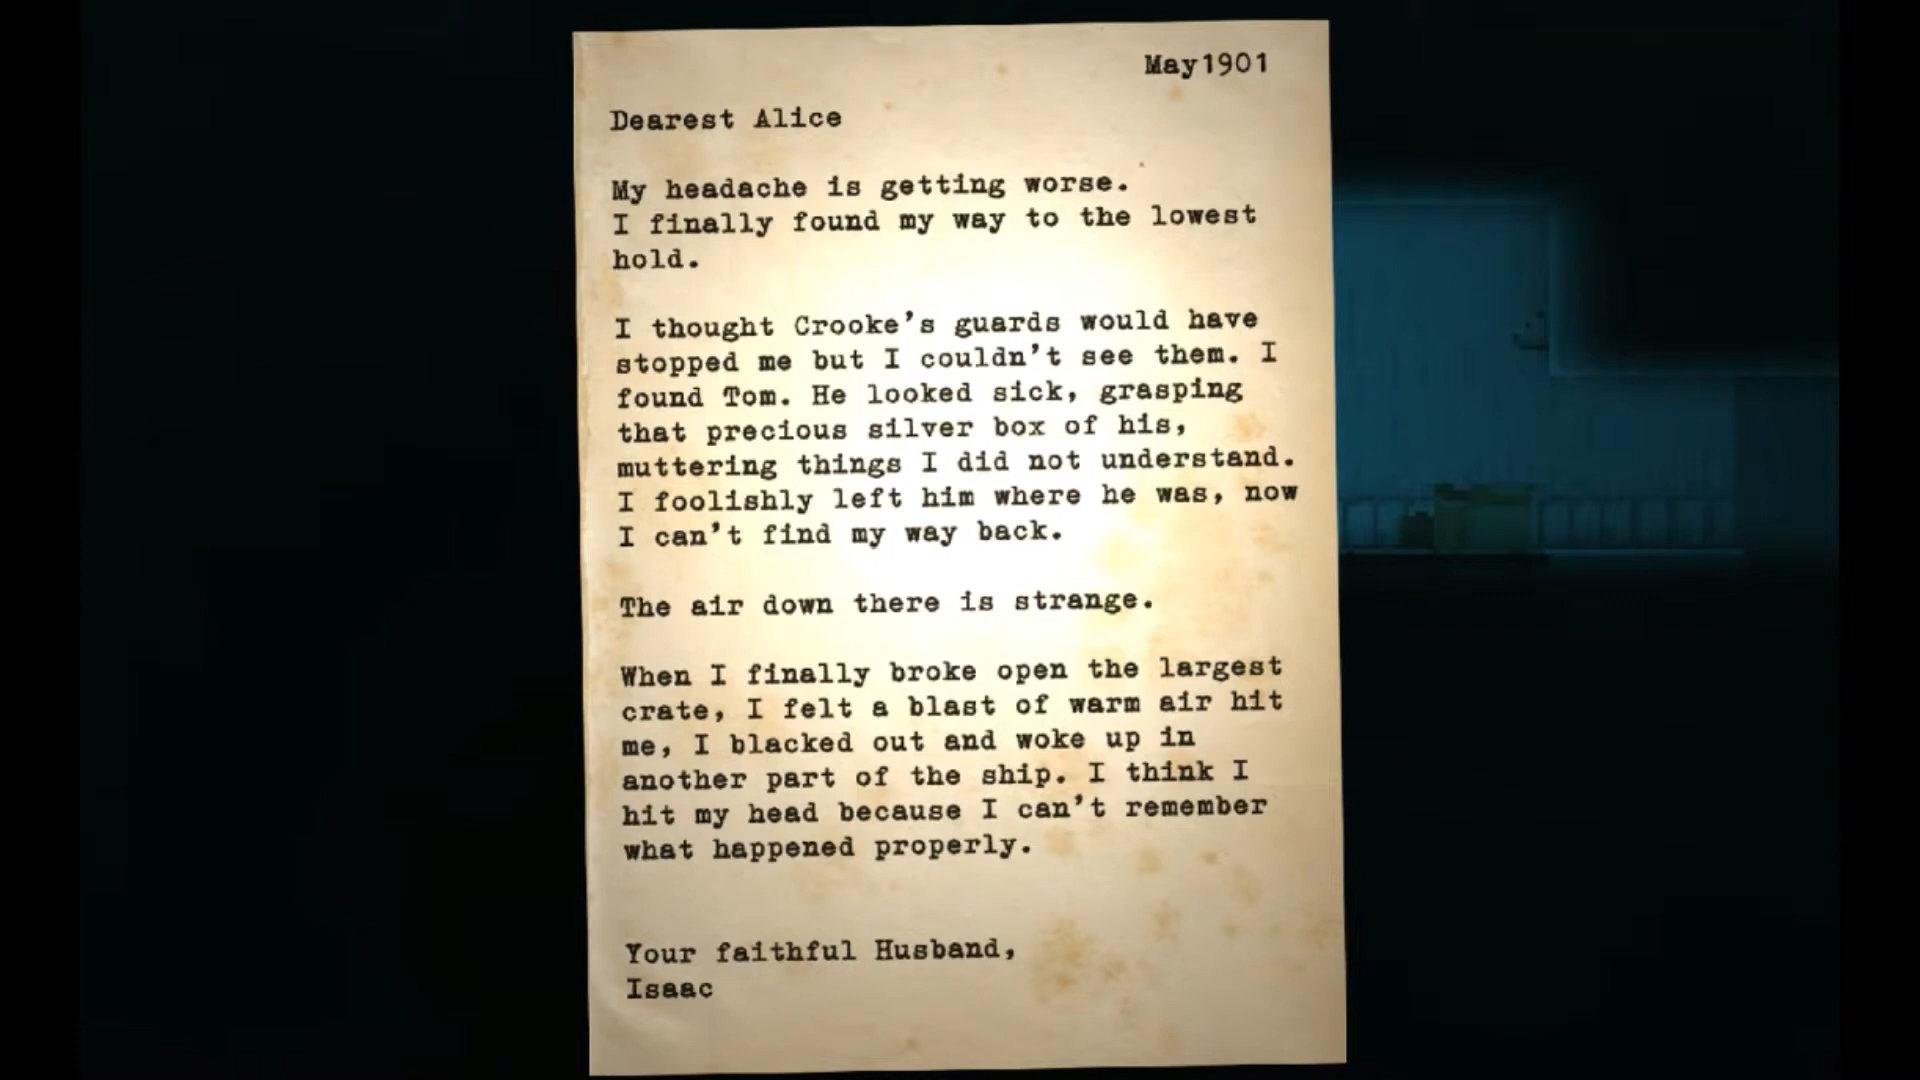 May1901
Dearest Alice
My headache is getting worse.
I finally found my way to the lowest
hold.
I thought Crooke's guards would have
stopped me but I couldn't see them. I
found Tom. He looked sick, grasping
that precious silver box of his,
muttering things I did not understand.
I foolishly left him where he was, now
I can't find my way back.
The air down there is strange.
When I finally broke open the largest
crate, I felt a blast of warm air hit
me, I blacked out and woke up in
another part of the ship. I think I
hit my head because I can't remember
what happened properly.
Your faithful Husband,
Isaac